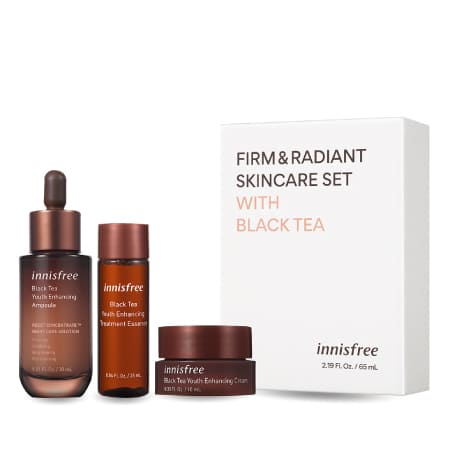 FIRM & RADIANT
SKINCARE SET
WITH
BLACK TEA
innisfree
2.19 Fl. Oz. / 65 mL
innisfree
Black Tea
Youth Enhancing
Ampoule
innisfree
Black Tea
Youth Enhancing
Treatment Essence
innisfree
Black Tea Youth Enhancing Cream